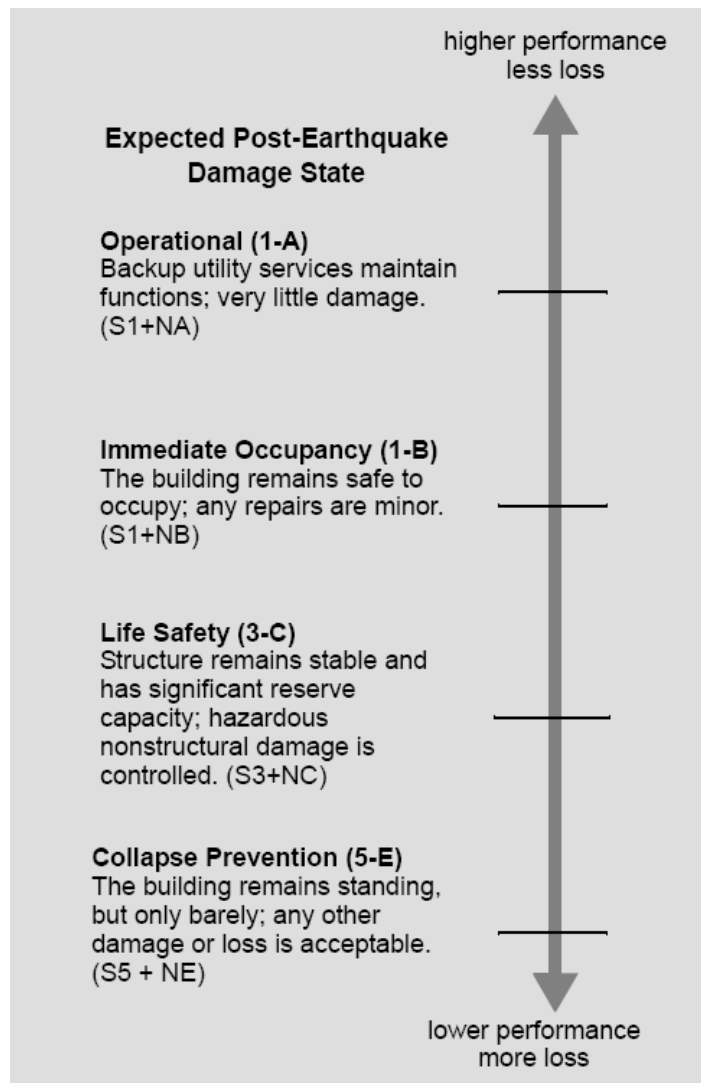 higher performance
less loss
Expected Post-Earthquake
Damage State
Operational (1-A)
Backup utility services maintain
functions; very little damage.
(S1+NA)
Immediate Occupancy (1-B)
The building remains safe to
occupy; any repairs are minor.
(S1+NB)
Life Safety (3-C)
Structure remains stable and
has significant reserve
capacity; hazardous
nonstructural damage is
controlled. (S3+NC)
Collapse Prevention (5-E)
The building remains standing,
but only barely; any other
damage or loss is acceptable.
(S5 + NE)
lower performance
more loss